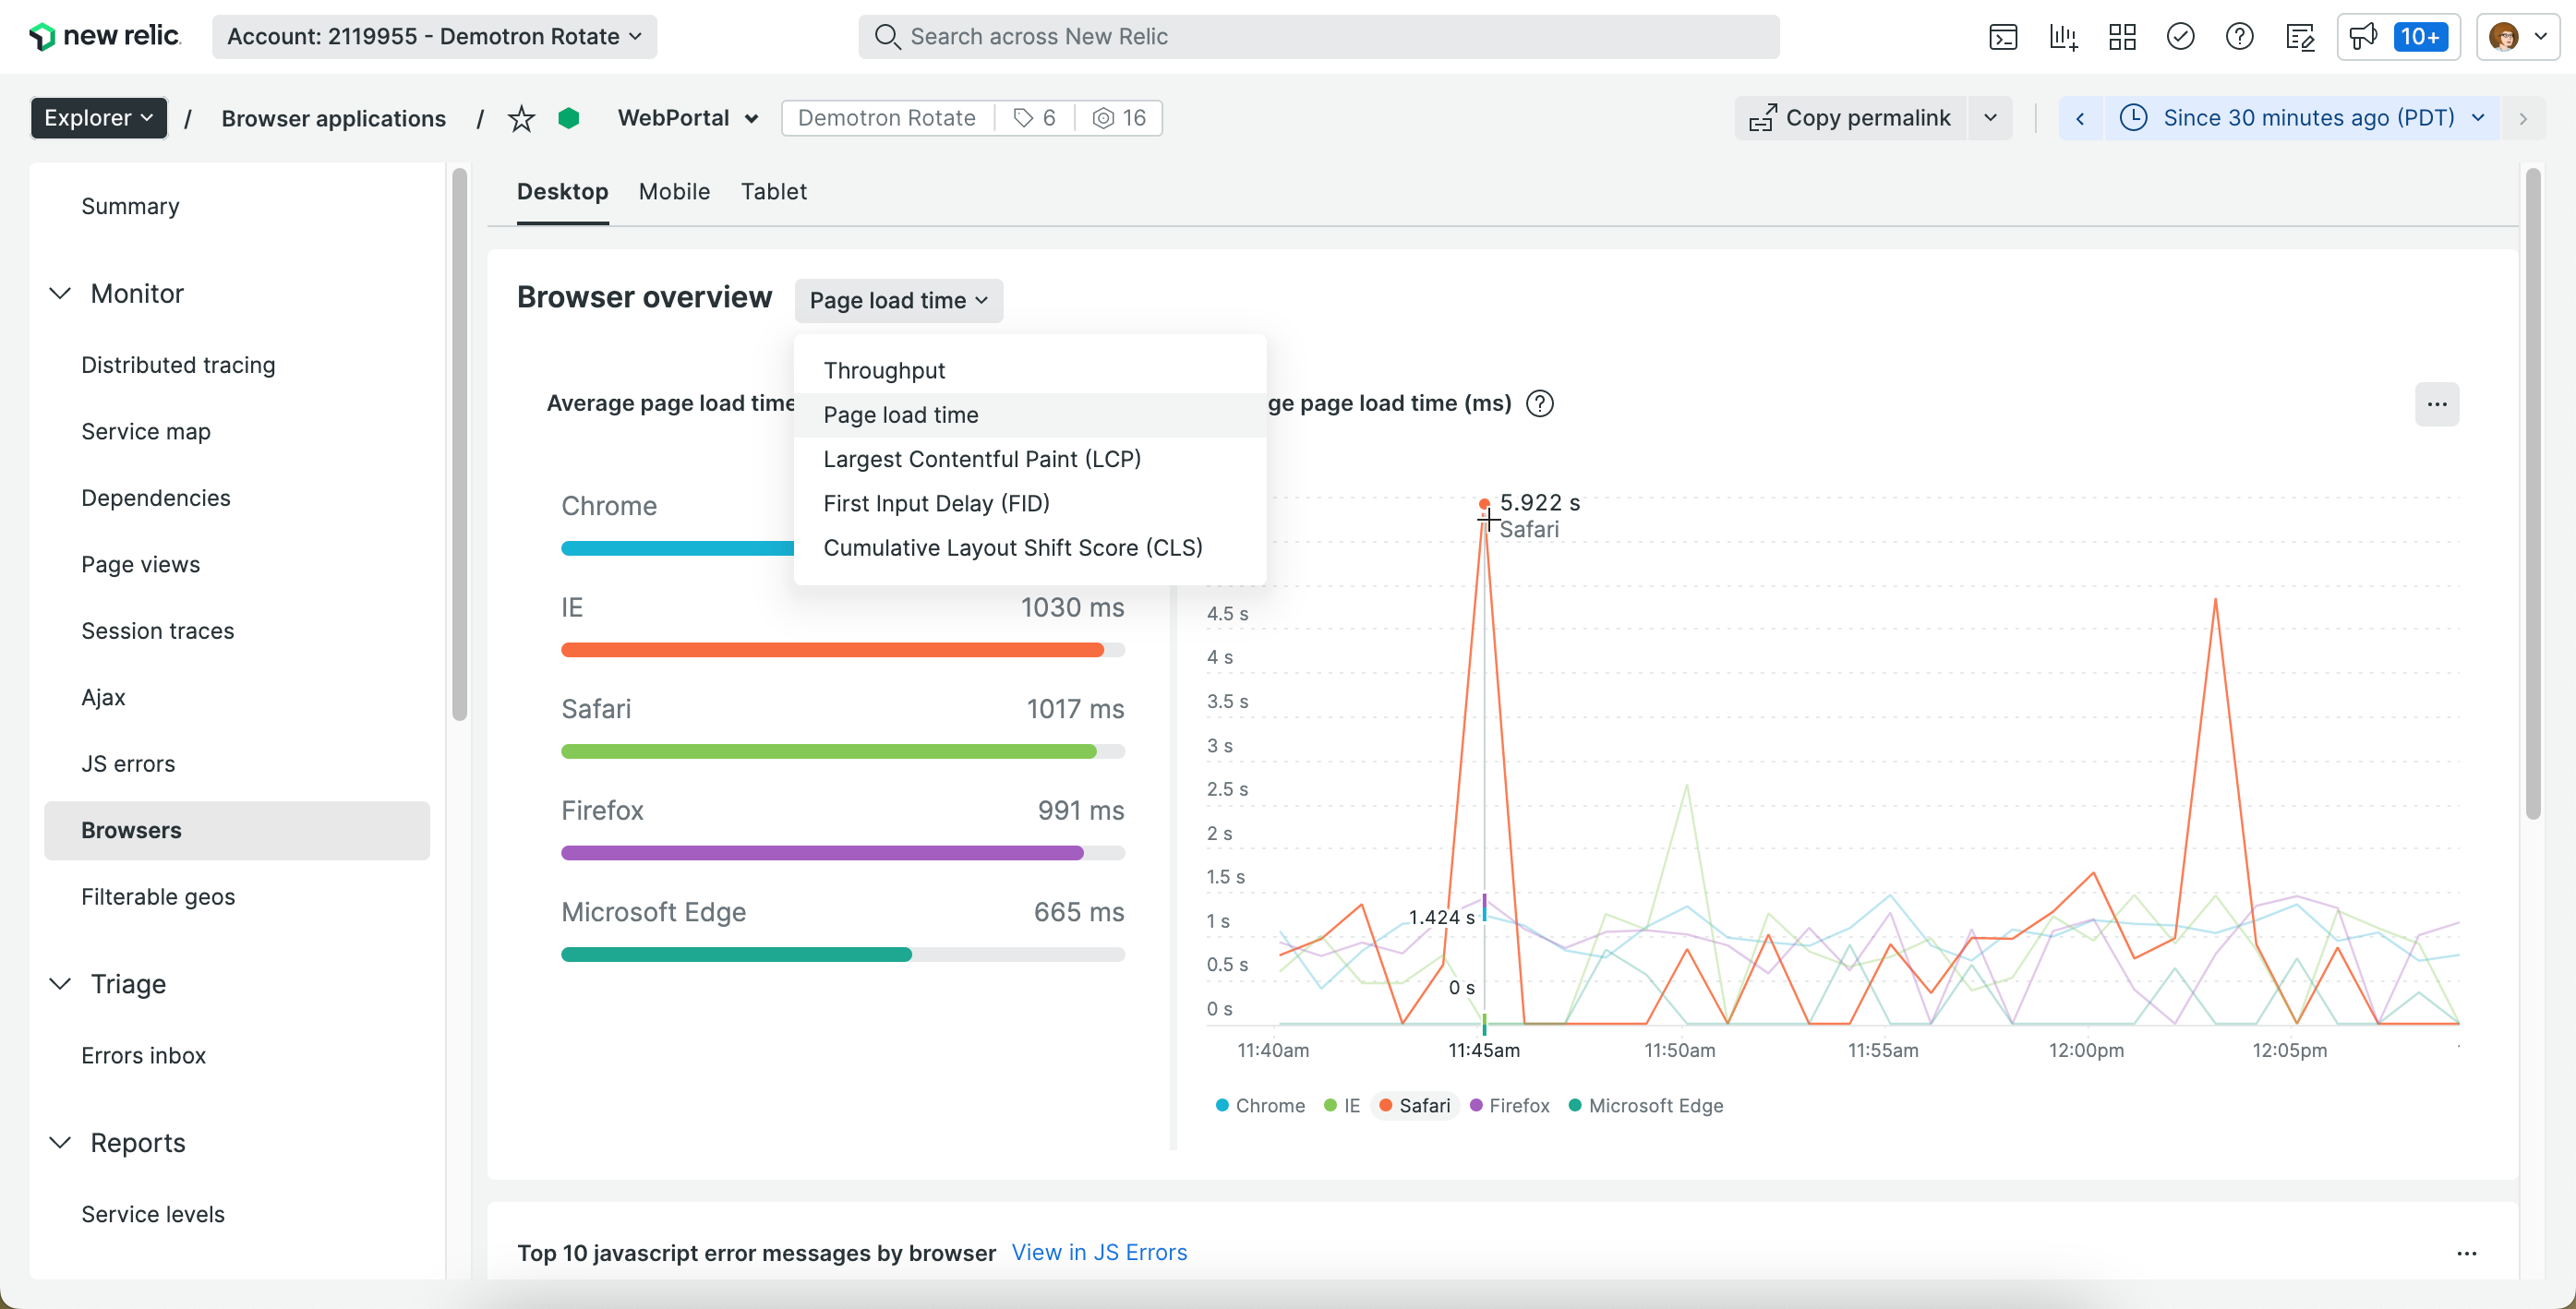 new relic
Account: 2119955 - Demotron Rotate
Search across New Relic
10+
Explorer / Browser applications / WebPortal
Demotron Rotate 6 16
Copy permalink
Since 30 minutes ago (PDT)
Summary
Monitor
Distributed tracing
Service map
Dependencies
Page views
Session traces
Ajax
JS errors
Browsers
Filterable geos
Triage
Errors inbox
Reports
Service levels
Desktop Mobile Tablet
Browser overview
Page load time
Throughput
Page load time
Largest Contentful Paint (LCP)
First Input Delay (FID)
Cumulative Layout Shift Score (CLS)
Average page load time
Chrome
IE 1030 ms
Safari 1017 ms
Firefox 991 ms
Microsoft Edge 665 ms
ge page load time (ms)
5.922 s
Safari
4.5 s
4 s
3.5 s
3 s
2.5 s
2 s
1.5 s
1 s
0.5 s
0 s
1.424 s
0 s
11:40am 11:45am 11:50am 11:55am 12:00pm 12:05pm
Chrome IE Safari Firefox Microsoft Edge
Top 10 javascript error messages by browser View in JS Errors